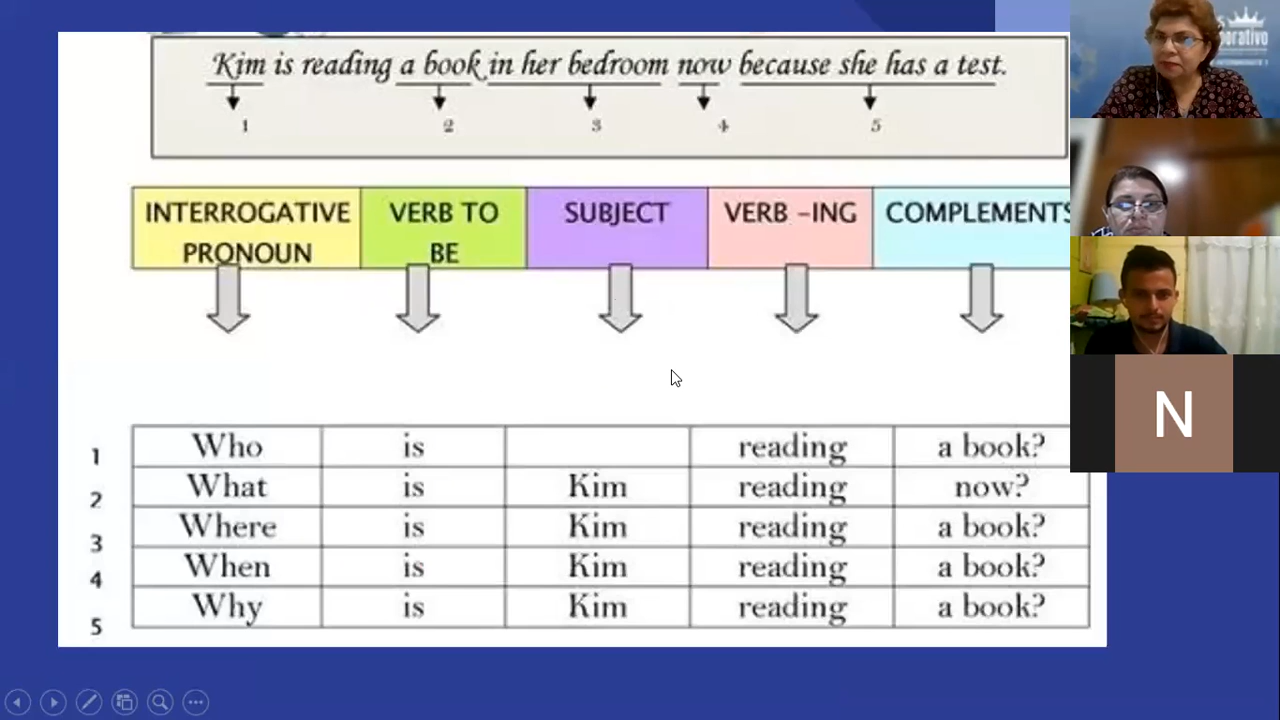 Kim is reading a book in her bedroom now because she has a test.
1 2 3 4 5
INTERROGATIVE PRONOUN VERB TO BE SUBJECT VERB -ING COMPLEMENTS
1 Who is reading a book?
2 What is Kim reading now?
3 Where is Kim reading a book?
4 When is Kim reading a book?
5 Why is Kim reading a book?
N